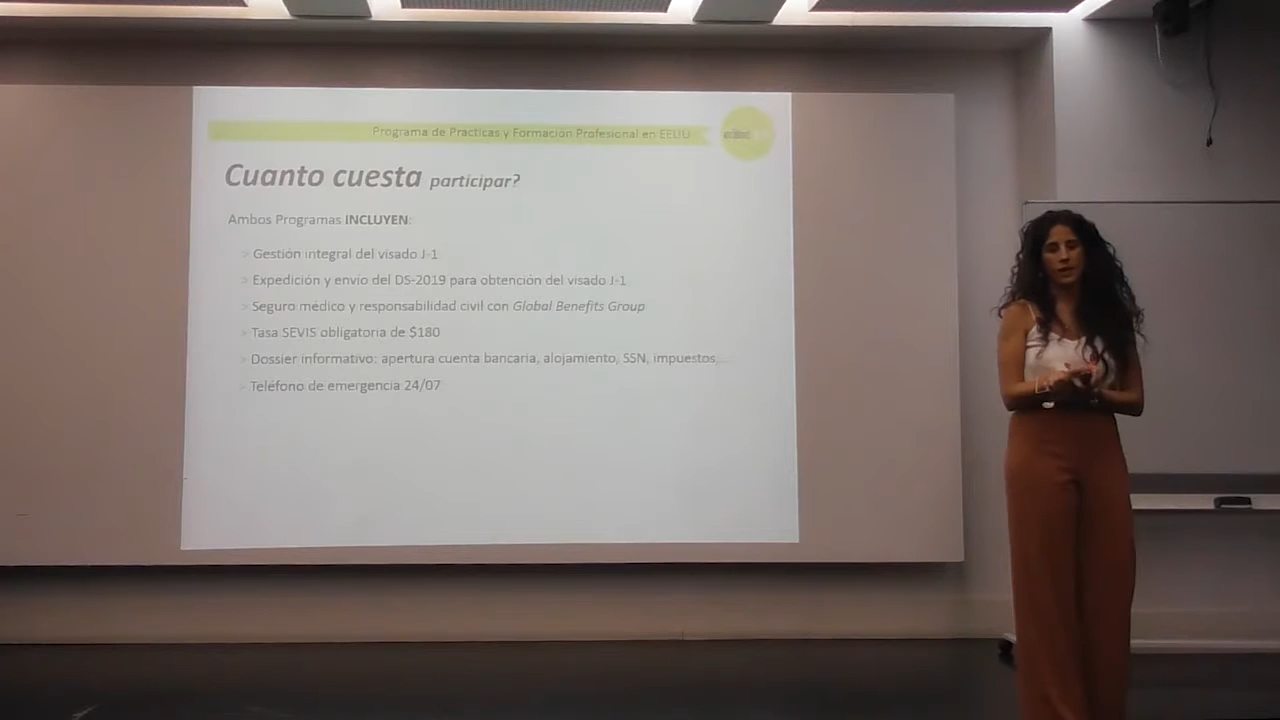 Programa de Practicas y Formación Profesional en EEUU
Cuanto cuesta participar?
Ambos Programas INCLUYEN:
> Gestión integral del visado J-1
> Expedición y envío del DS-2019 para obtención del visado J-1
> Seguro médico y responsabilidad civil con Global Benefits Group
> Tasa SEVIS obligatoria de $180
> Dossier informativo: apertura cuenta bancaria, alojamiento, SSN, impuestos,...
> Teléfono de emergencia 24/07